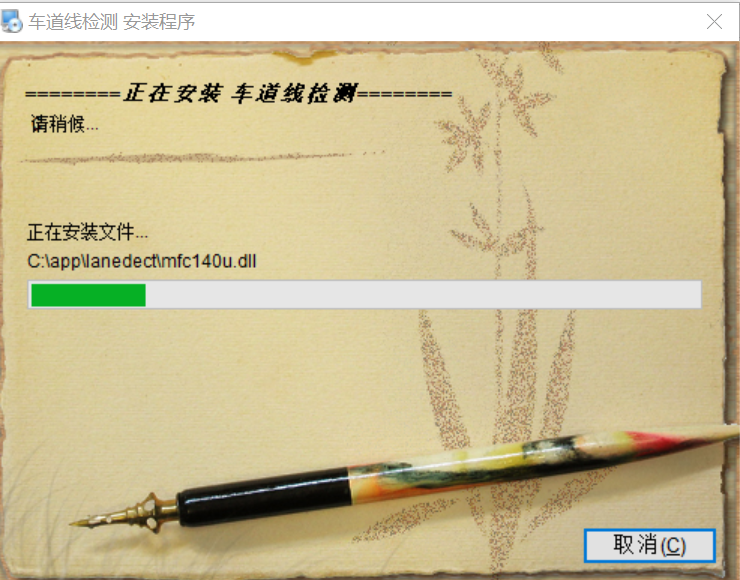 车道线检测 安装程序
========正在安装 车道线检测========
请稍候...
正在安装文件...
C:\app\lanedect\mfc140u.dll
取消(C)